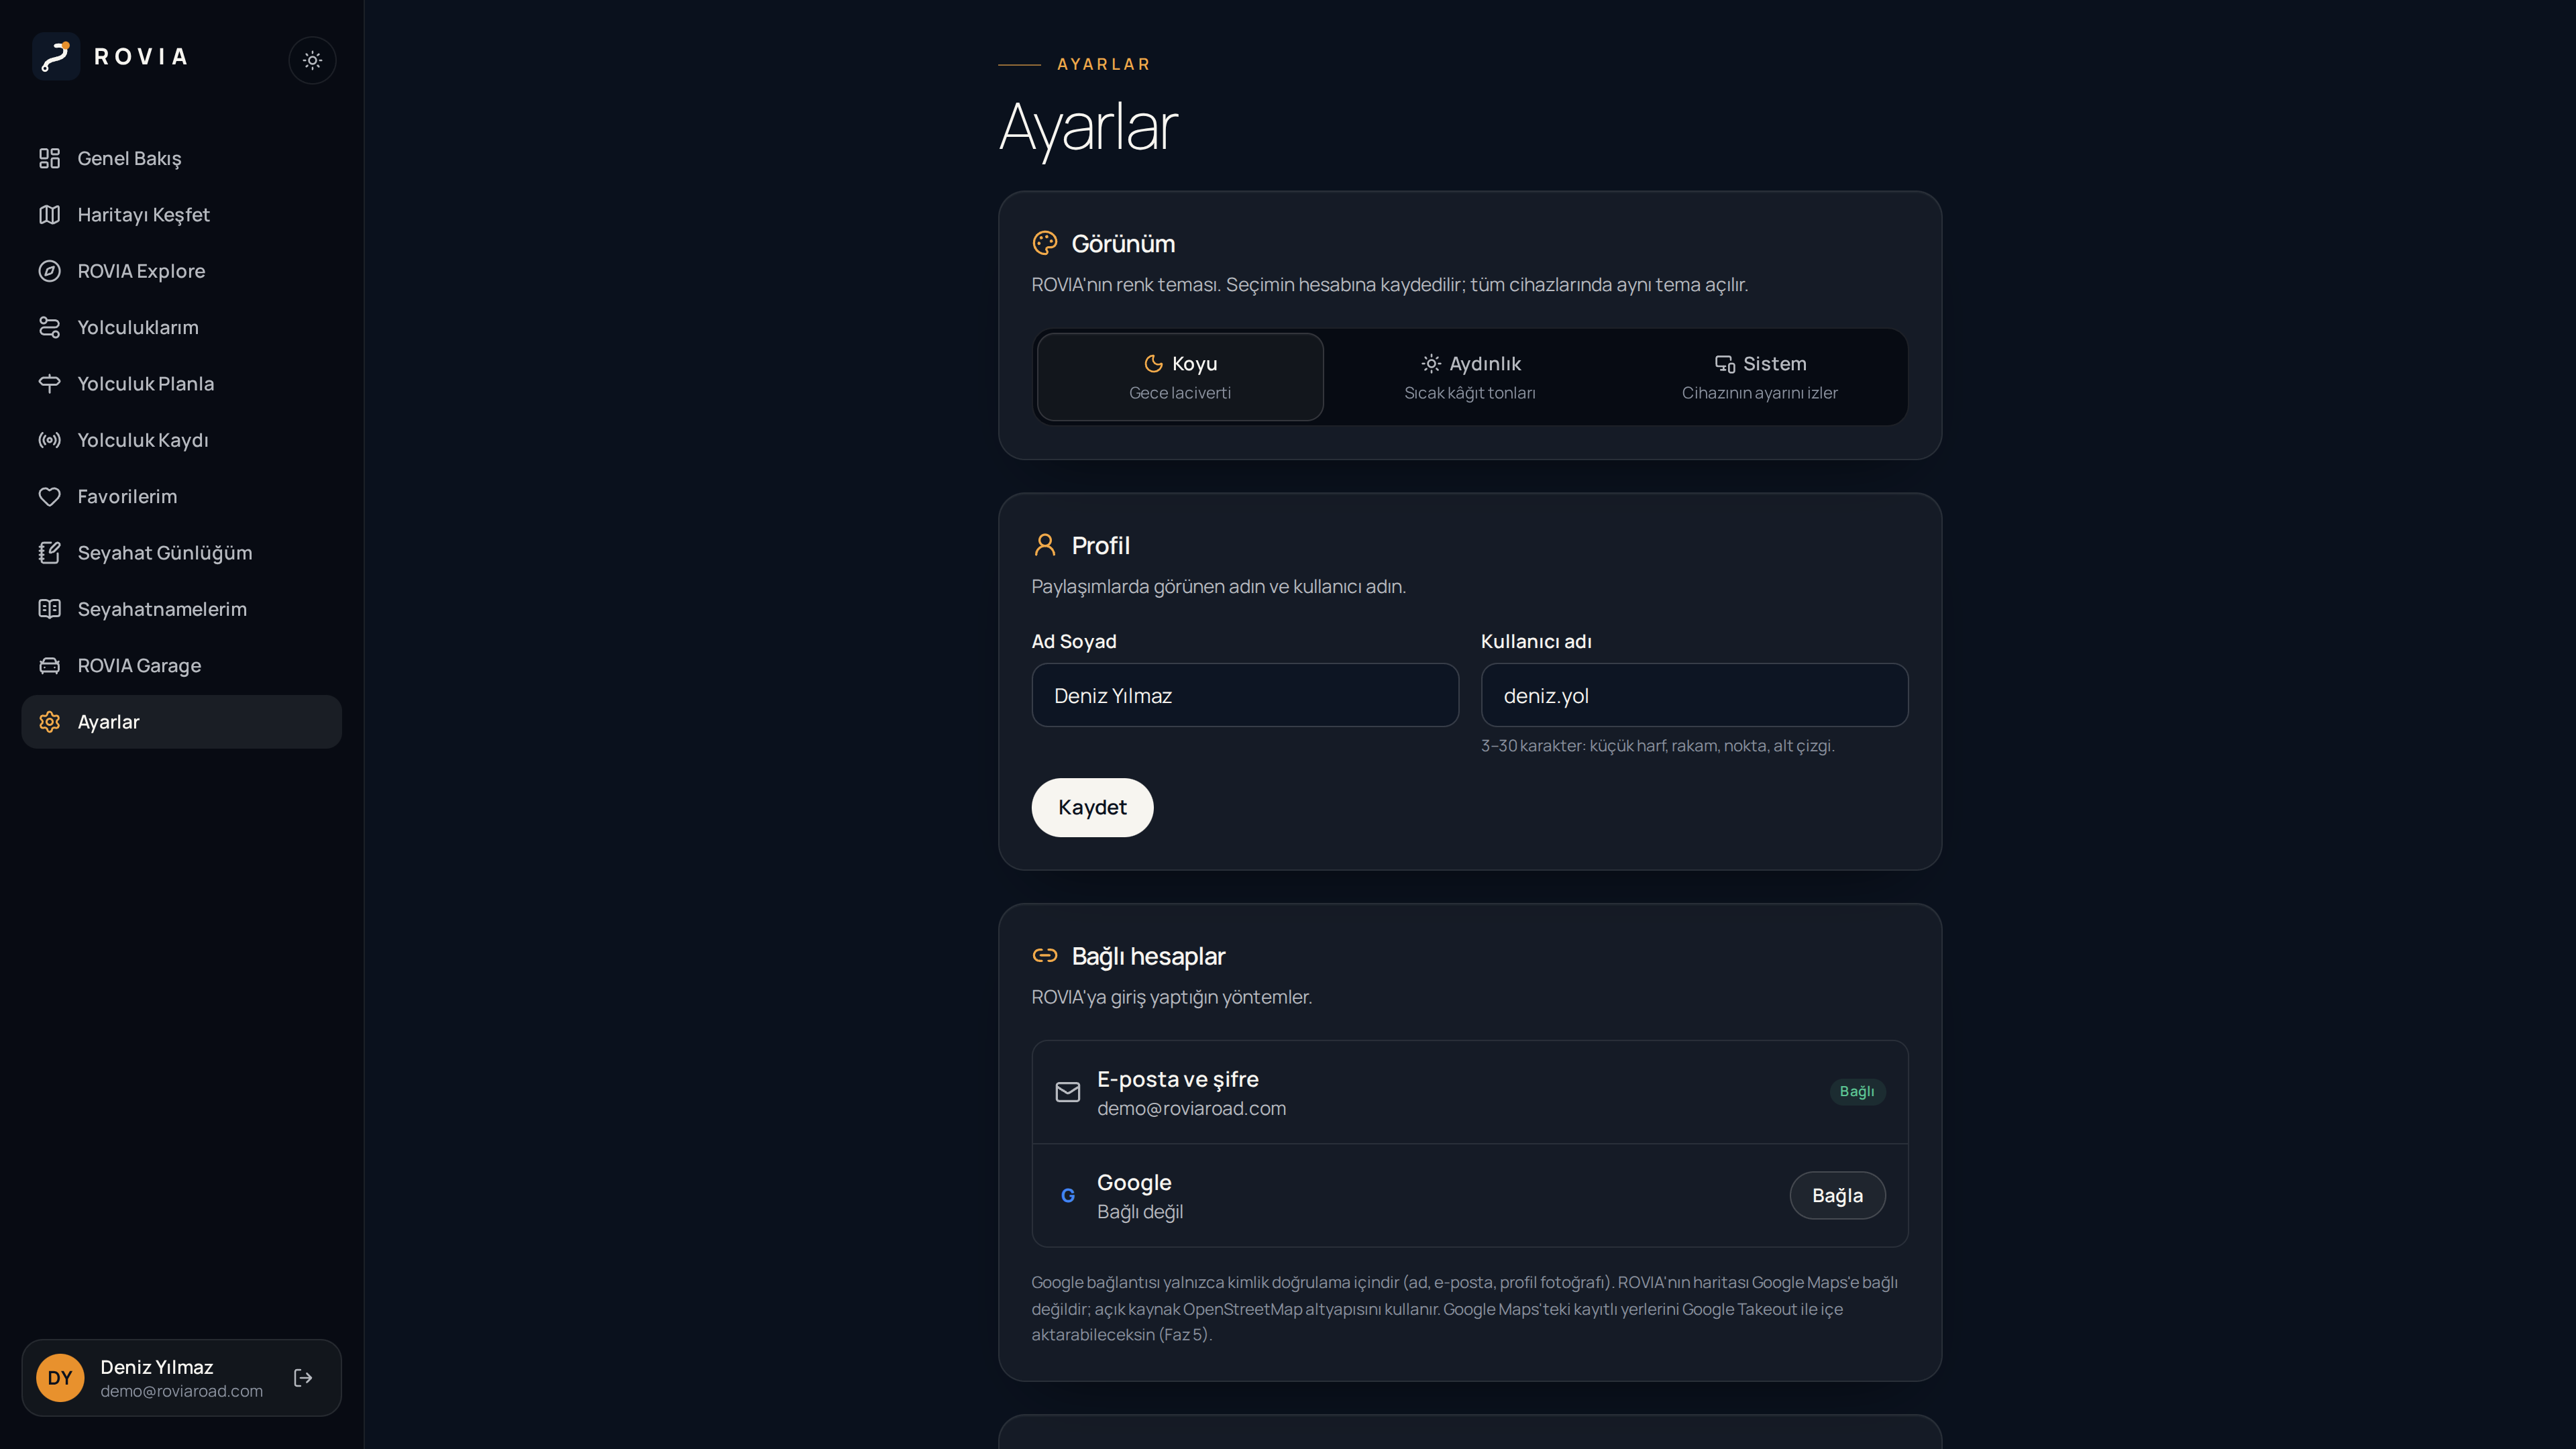 ROVIA
Genel Bakış
Haritayı Keşfet
ROVIA Explore
Yolculuklarım
Yolculuk Planla
Yolculuk Kaydı
Favorilerim
Seyahat Günlüğüm
Seyahatnamelerim
ROVIA Garage
Ayarlar
DY
Deniz Yılmaz
demo@roviaroad.com
AYARLAR
Ayarlar
Görünüm
ROVIA'nın renk teması. Seçimin hesabına kaydedilir; tüm cihazlarında aynı tema açılır.
Koyu
Gece laciverti
Aydınlık
Sıcak kâğıt tonları
Sistem
Cihazının ayarını izler
Profil
Paylaşımlarda görünen adın ve kullanıcı adın.
Ad Soyad
Deniz Yılmaz
Kullanıcı adı
deniz.yol
3–30 karakter: küçük harf, rakam, nokta, alt çizgi.
Kaydet
Bağlı hesaplar
ROVIA'ya giriş yaptığın yöntemler.
E-posta ve şifre
demo@roviaroad.com
Bağlı
G
Google
Bağlı değil
Bağla
Google bağlantısı yalnızca kimlik doğrulama içindir (ad, e-posta, profil fotoğrafı). ROVIA'nın haritası Google Maps'e bağlı
değildir; açık kaynak OpenStreetMap altyapısını kullanır. Google Maps'teki kayıtlı yerlerini Google Takeout ile içe
aktarabileceksin (Faz 5).